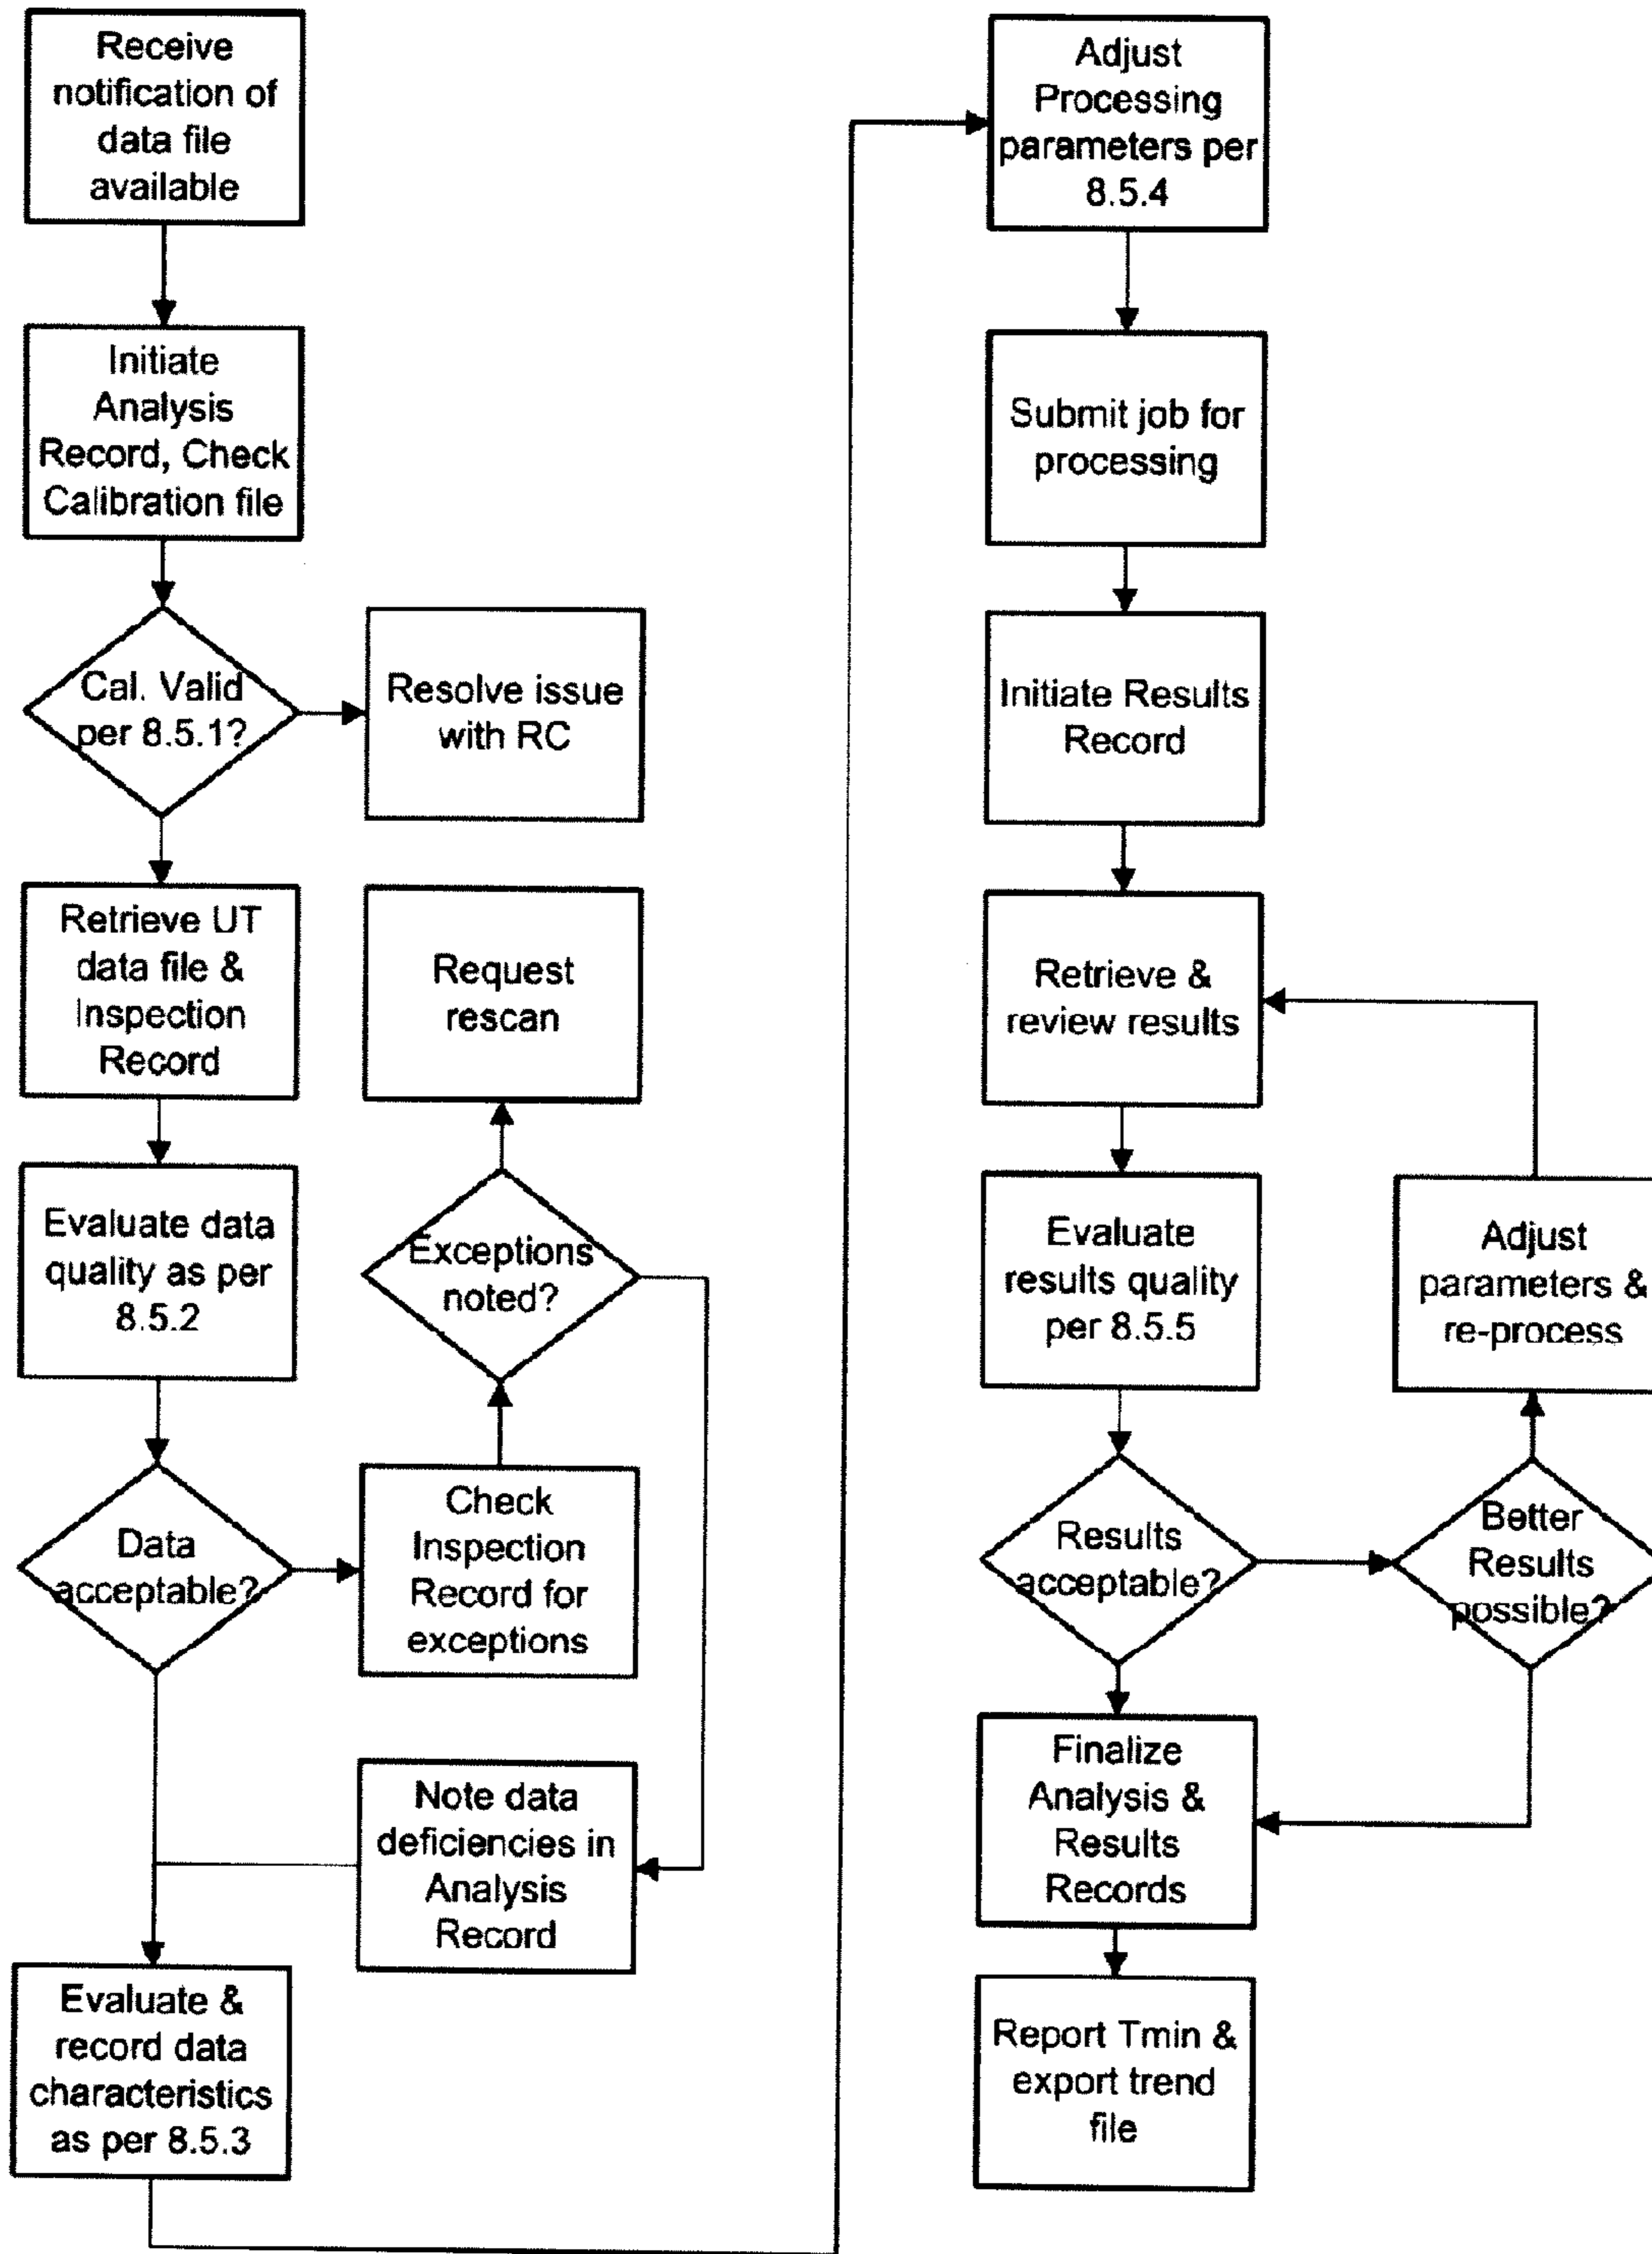 Receive
notification of
data file
available
Initiate
Analysis
Record, Check
Calibration file
Cal. Valid
per 8.5.1?
Resolve issue
with RC
Retrieve UT
data file &
Inspection
Record
Request
rescan
Evaluate data
quality as per
8.5.2
Exceptions
noted?
Data
acceptable?
Check
Inspection
Record for
exceptions
Note data
deficiencies in
Analysis
Record
Evaluate &
record data
characteristics
as per 8.5.3
Adjust
Processing
parameters per
8.5.4
Submit job for
processing
Initiate Results
Record
Retrieve &
review results
Evaluate
results quality
per 8.5.5
Adjust
parameters &
re-process
Results
acceptable?
Better
Results
possible?
Finalize
Analysis &
Results
Records
Report Tmin &
export trend
file